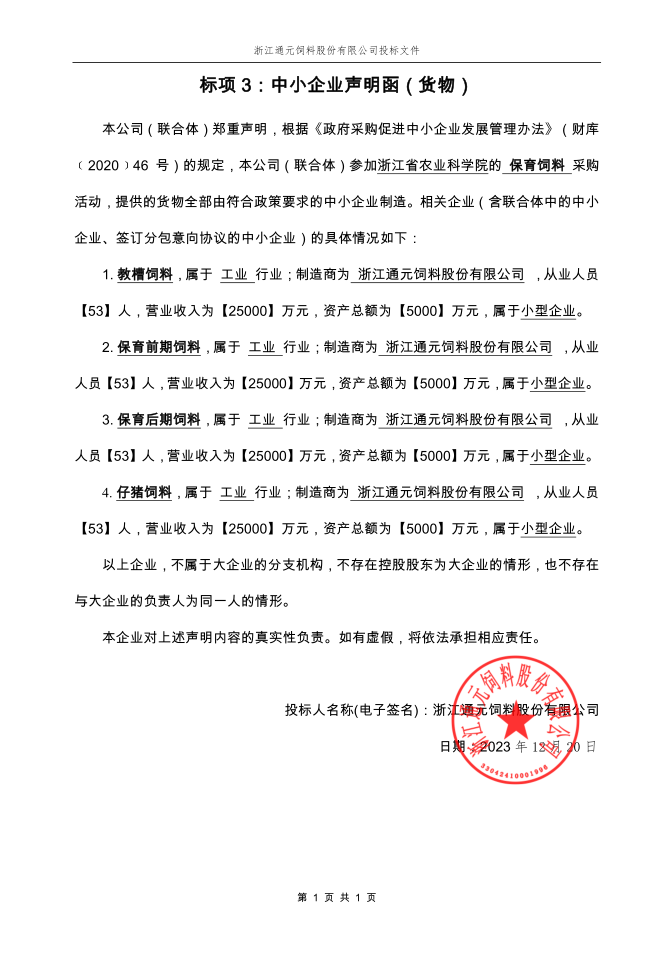 浙江通元饲料股份有限公司投标文件
标项 3：中小企业声明函（货物）
本公司（联合体）郑重声明，根据《政府采购促进中小企业发展管理办法》（财库
﹝2020﹞46 号）的规定，本公司（联合体）参加浙江省农业科学院的 保育饲料 采购
活动，提供的货物全部由符合政策要求的中小企业制造。相关企业（含联合体中的中小
企业、签订分包意向协议的中小企业）的具体情况如下：
1. 教槽饲料，属于 工业 行业；制造商为 浙江通元饲料股份有限公司 ，从业人员
【53】人，营业收入为【25000】万元，资产总额为【5000】万元，属于小型企业。
2. 保育前期饲料，属于 工业 行业；制造商为 浙江通元饲料股份有限公司 ，从业
人员【53】人，营业收入为【25000】万元，资产总额为【5000】万元，属于小型企业。
3. 保育后期饲料，属于 工业 行业；制造商为 浙江通元饲料股份有限公司 ，从业
人员【53】人，营业收入为【25000】万元，资产总额为【5000】万元，属于小型企业。
4. 仔猪饲料，属于 工业 行业；制造商为 浙江通元饲料股份有限公司 ，从业人员
【53】人，营业收入为【25000】万元，资产总额为【5000】万元，属于小型企业。
以上企业，不属于大企业的分支机构，不存在控股股东为大企业的情形，也不存在
与大企业的负责人为同一人的情形。
本企业对上述声明内容的真实性负责。如有虚假，将依法承担相应责任。
投标人名称(电子签名)：浙江通元饲料股份有限公司
日期：2023 年 12 月 20 日
浙江通元饲料股份有限公司
33042410001998
第 1 页 共 1 页